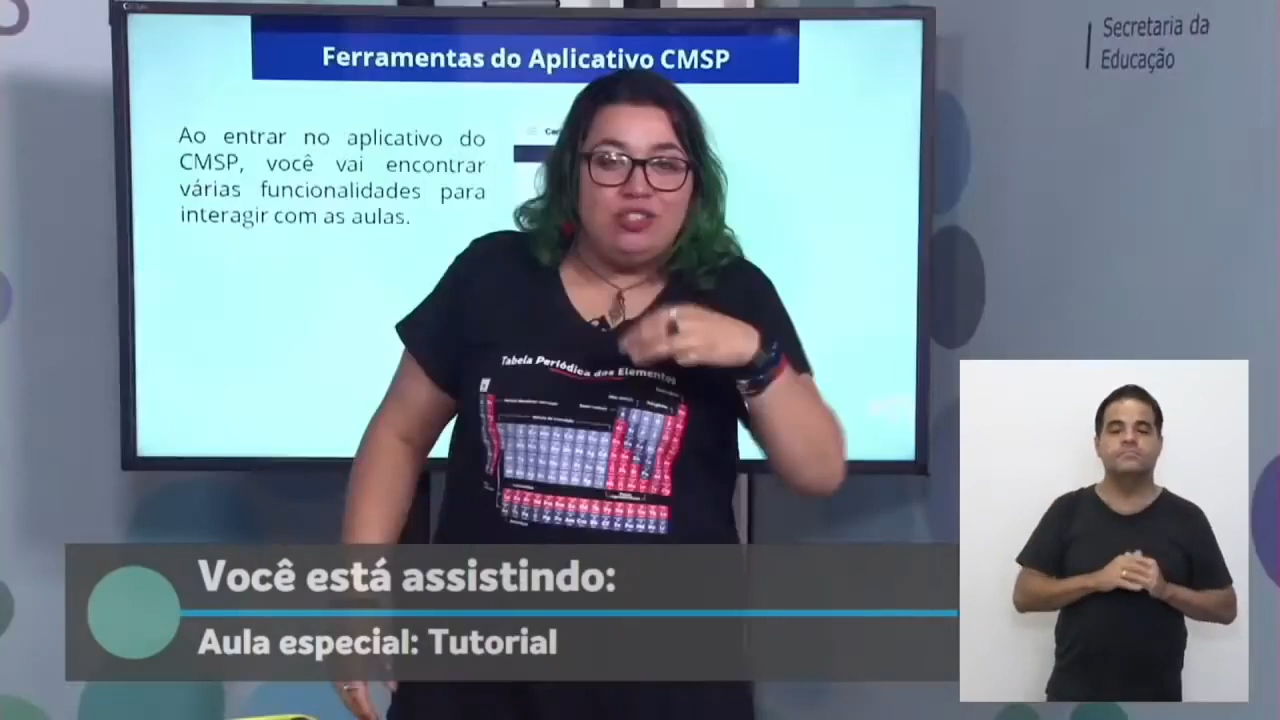 Secretaria da
Educação
Ferramentas do Aplicativo CMSP
Ao entrar no aplicativo do
CMSP, você vai encontrar
várias funcionalidades para
interagir com as aulas.
Tabela Periódica dos Elementos
Você está assistindo:
Aula especial: Tutorial